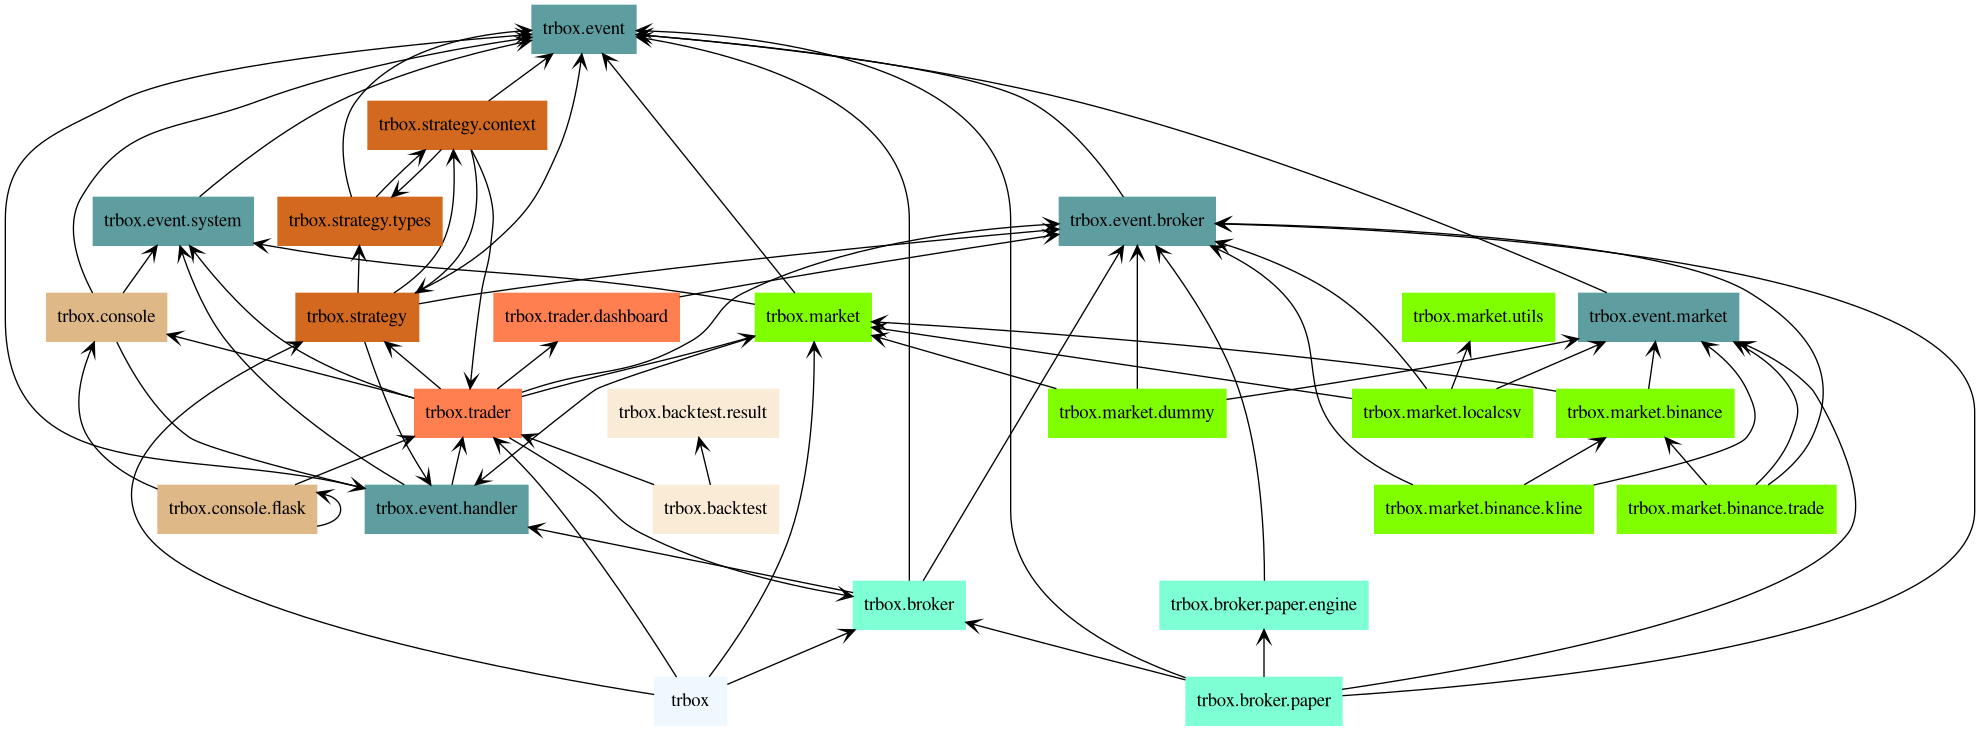 trbox.event
trbox.strategy.context
trbox.event.system
trbox.strategy.types
trbox.event.broker
trbox.console
trbox.strategy
trbox.trader.dashboard
trbox.market
trbox.market.utils
trbox.event.market
trbox.trader
trbox.backtest.result
trbox.market.dummy
trbox.market.localcsv
trbox.market.binance
trbox.console.flask
trbox.event.handler
trbox.backtest
trbox.market.binance.kline
trbox.market.binance.trade
trbox.broker
trbox.broker.paper.engine
trbox
trbox.broker.paper